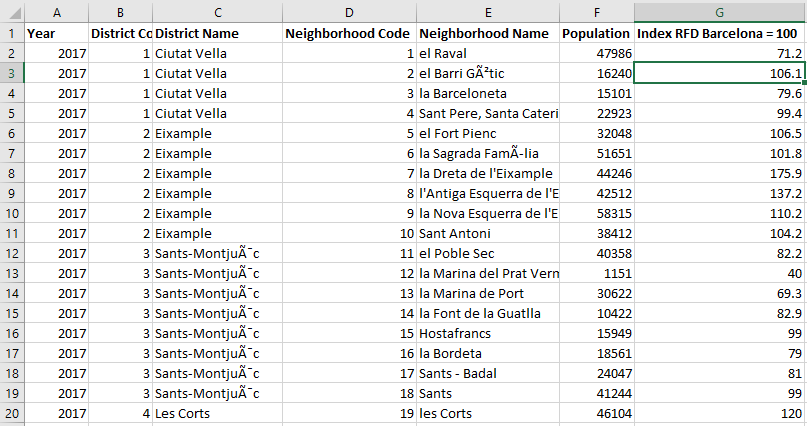 A B C D E F G
1 Year District Co District Name Neighborhood Code Neighborhood Name Population Index RFD Barcelona = 100
2 2017 1 Ciutat Vella 1 el Raval 47986 71.2
3 2017 1 Ciutat Vella 2 el Barri GÃ²tic 16240 106.1
4 2017 1 Ciutat Vella 3 la Barceloneta 15101 79.6
5 2017 1 Ciutat Vella 4 Sant Pere, Santa Cateri 22923 99.4
6 2017 2 Eixample 5 el Fort Pienc 32048 106.5
7 2017 2 Eixample 6 la Sagrada FamÃ-lia 51651 101.8
8 2017 2 Eixample 7 la Dreta de l'Eixample 44246 175.9
9 2017 2 Eixample 8 l'Antiga Esquerra de l'E 42512 137.2
10 2017 2 Eixample 9 la Nova Esquerra de l'E 58315 110.2
11 2017 2 Eixample 10 Sant Antoni 38412 104.2
12 2017 3 Sants-MontjuÃ¯c 11 el Poble Sec 40358 82.2
13 2017 3 Sants-MontjuÃ¯c 12 la Marina del Prat Verm 1151 40
14 2017 3 Sants-MontjuÃ¯c 13 la Marina de Port 30622 69.3
15 2017 3 Sants-MontjuÃ¯c 14 la Font de la Guatlla 10422 82.9
16 2017 3 Sants-MontjuÃ¯c 15 Hostafrancs 15949 99
17 2017 3 Sants-MontjuÃ¯c 16 la Bordeta 18561 79
18 2017 3 Sants-MontjuÃ¯c 17 Sants - Badal 24047 81
19 2017 3 Sants-MontjuÃ¯c 18 Sants 41244 99
20 2017 4 Les Corts 19 les Corts 46104 120